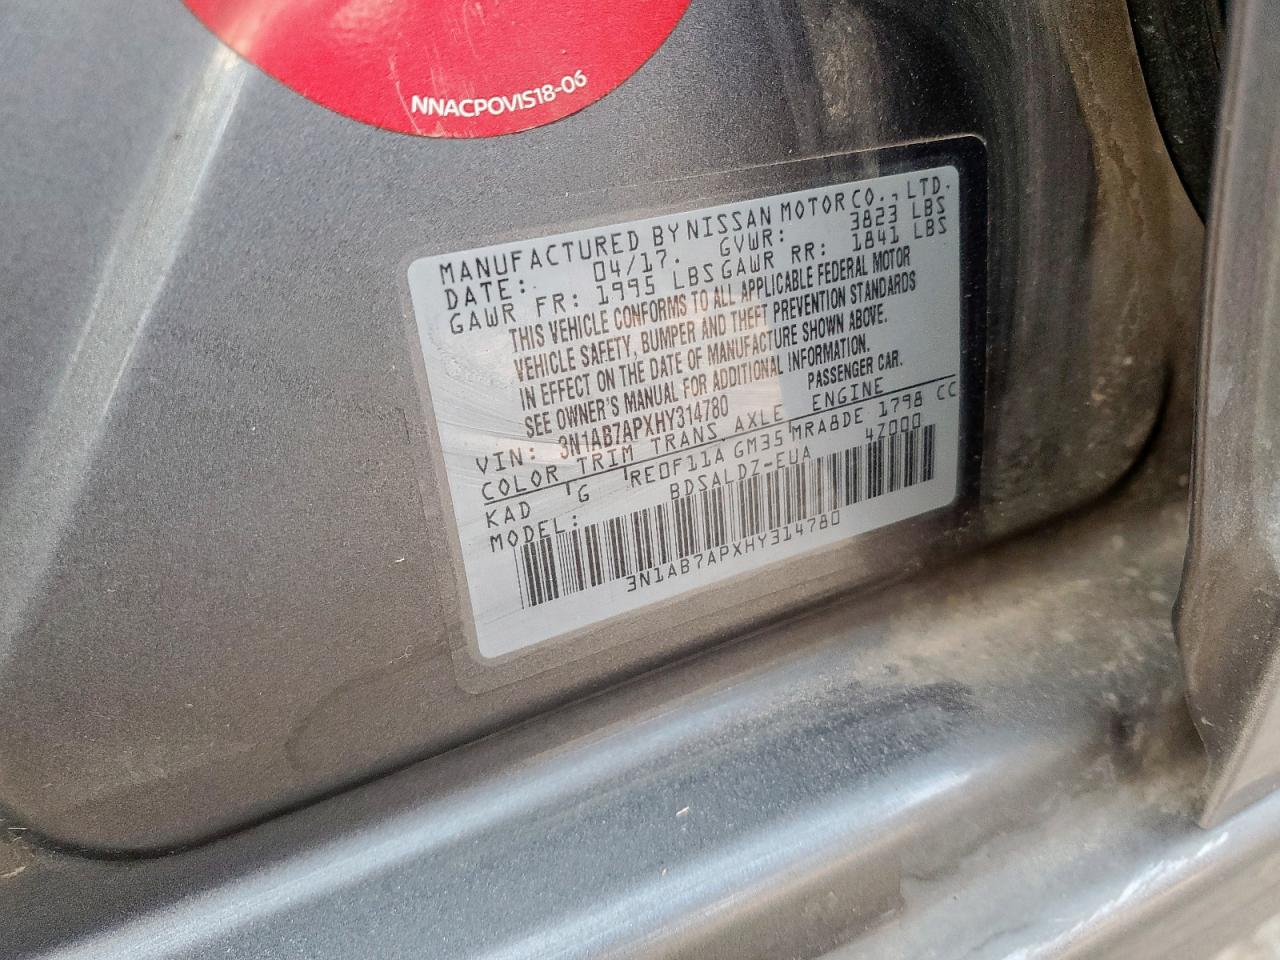 NNACPOVIS18-06
MANUFACTURED BY NISSAN MOTOR CO., LTD.
DATE: 04/17. GVWR: 3823 LBS
GAWR FR: 1995 LBS GAWR RR: 1841 LBS
THIS VEHICLE CONFORMS TO ALL APPLICABLE FEDERAL MOTOR
VEHICLE SAFETY, BUMPER AND THEFT PREVENTION STANDARDS
IN EFFECT ON THE DATE OF MANUFACTURE SHOWN ABOVE.
SEE OWNER'S MANUAL FOR ADDITIONAL INFORMATION.
VIN: 3N1AB7APXHY314780 PASSENGER CAR.
COLOR TRIM TRANS. AXLE ENGINE
KAD G RE0F11A GM35 MRA8DE 1798 CC
MODEL: BDSALDZ-EUA 4Z000
3N1AB7APXHY314780